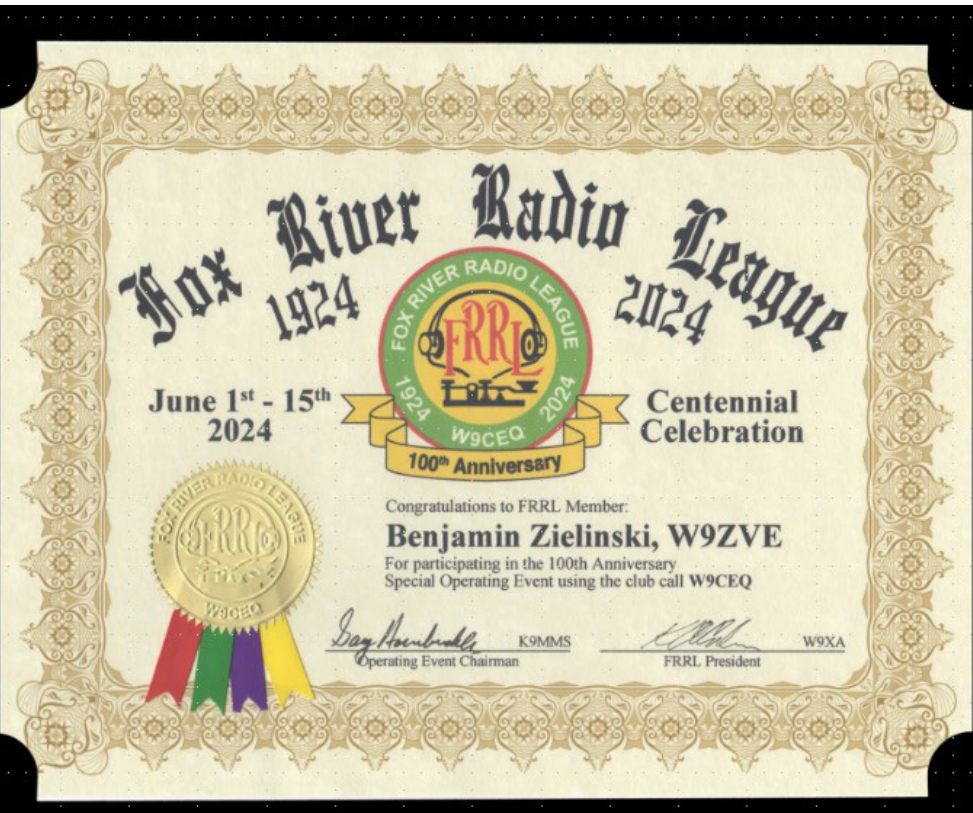 Fox River Radio League
1924 2024
FOX RIVER RADIO LEAGUE
FRRL
1924 2024
W9CEQ
100th Anniversary
June 1st - 15th
2024
Centennial
Celebration
Congratulations to FRRL Member:
Benjamin Zielinski, W9ZVE
For participating in the 100th Anniversary
Special Operating Event using the club call W9CEQ
FOX RIVER RADIO LEAGUE
FRRL
W9CEQ
K9MMS
Operating Event Chairman
W9XA
FRRL President